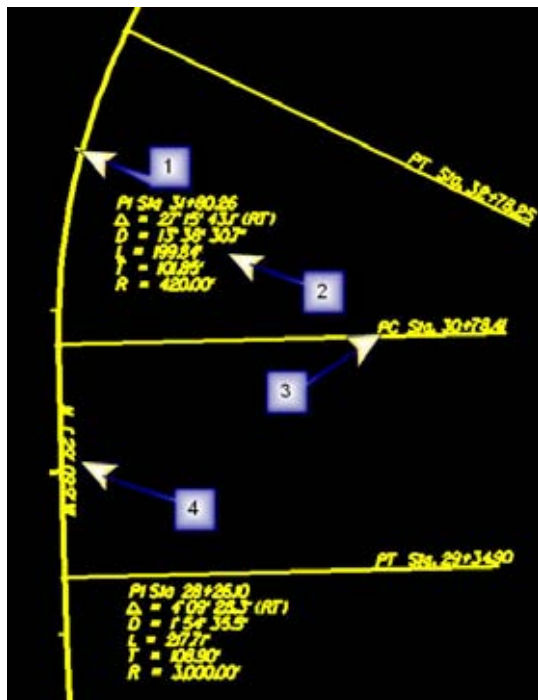 PT Sta. 32+78.25
1
PI Sta 31+80.26
Δ = 27° 15' 43.1" (RT)
D = 13° 38' 30.7"
L = 199.84'
T = 101.85'
R = 420.00'
2
PC Sta. 30+78.41
3
4
PT Sta. 29+34.90
PI Sta 28+26.10
Δ = 4° 09' 28.3" (RT)
D = 1° 54' 35.5"
L = 217.71'
T = 108.90'
R = 3,000.00'